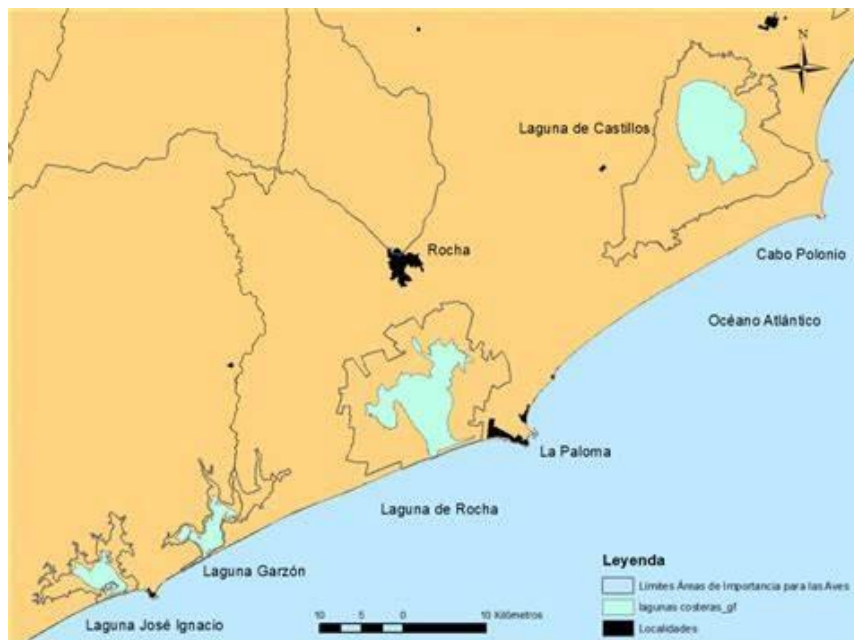 N
Laguna de Castillos
Rocha
Cabo Polonio
Océano Atlántico
La Paloma
Laguna de Rocha
Laguna Garzón
Laguna José Ignacio
10 5 0 10 Kilómetros
Leyenda
Límites Áreas de Importancia para las Aves
lagunas costeras_gf
Localidades